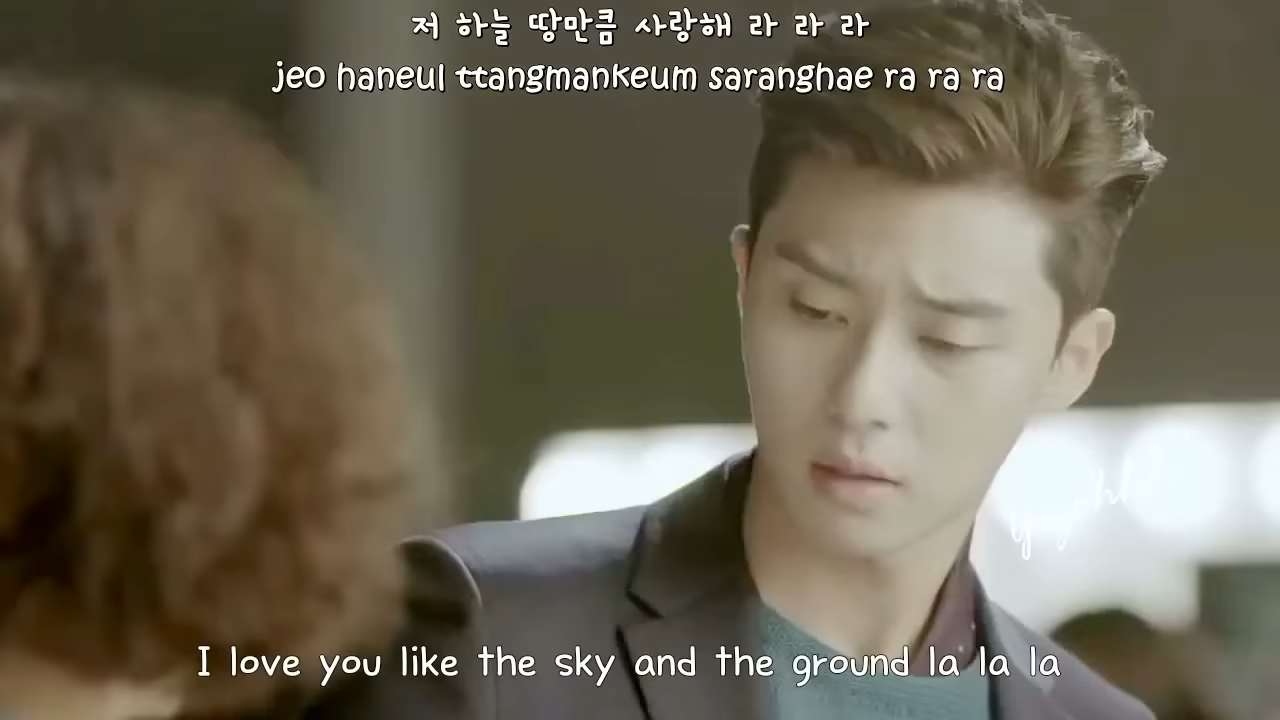 저 하늘 땅만큼 사랑해 라 라 라
jeo haneul ttangmankeum saranghae ra ra ra
I love you like the sky and the ground la la la